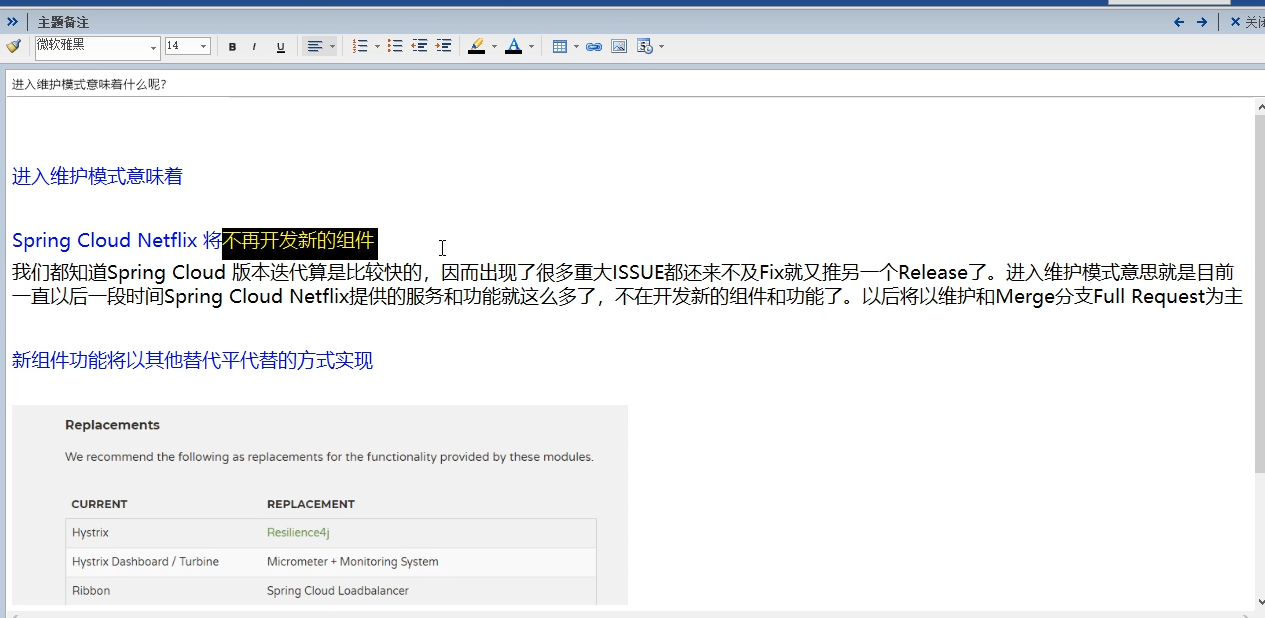 主题备注
关闭
微软雅黑
14
B I U
进入维护模式意味着什么呢?
进入维护模式意味着
Spring Cloud Netflix 将不再开发新的组件
我们都知道Spring Cloud 版本迭代算是比较快的，因而出现了很多重大ISSUE都还来不及Fix就又推另一个Release了。进入维护模式意思就是目前
一直以后一段时间Spring Cloud Netflix提供的服务和功能就这么多了，不在开发新的组件和功能了。以后将以维护和Merge分支Full Request为主
新组件功能将以其他替代平代替的方式实现
Replacements
We recommend the following as replacements for the functionality provided by these modules.
CURRENT REPLACEMENT
Hystrix Resilience4j
Hystrix Dashboard / Turbine Micrometer + Monitoring System
Ribbon Spring Cloud Loadbalancer